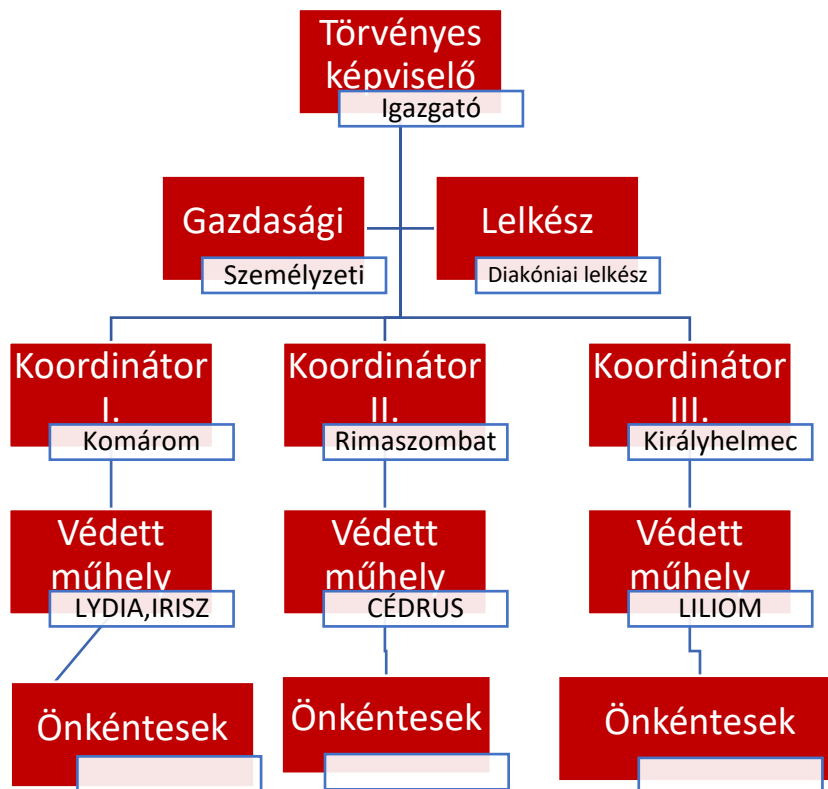 Törvényes
képviselő
Igazgató
Gazdasági
Személyzeti
Lelkész
Diakóniai lelkész
Koordinátor
I.
Komárom
Koordinátor
II.
Rimaszombat
Koordinátor
III.
Királyhelmec
Védett
műhely
LYDIA,IRISZ
Védett
műhely
CÉDRUS
Védett
műhely
LILIOM
Önkéntesek
Önkéntesek
Önkéntesek